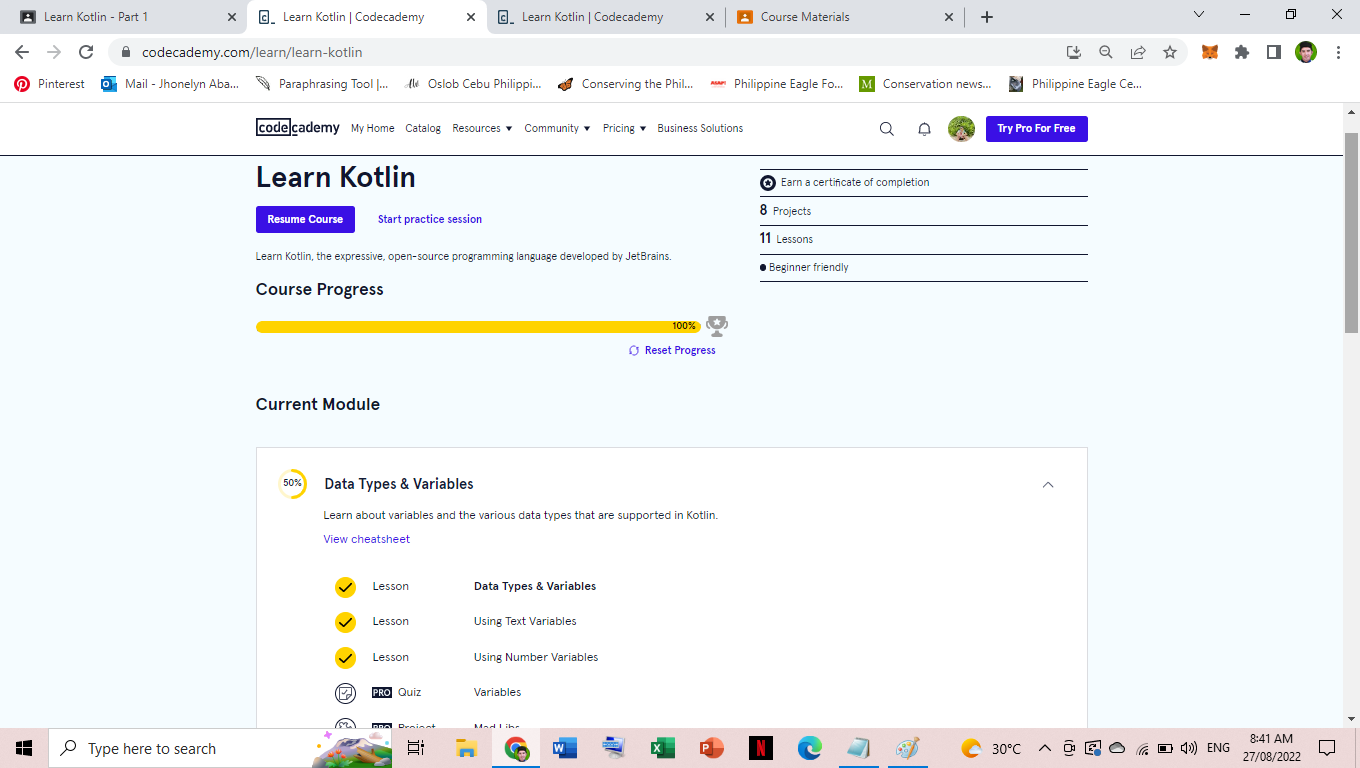 Learn Kotlin - Part 1
Learn Kotlin | Codecademy
Learn Kotlin | Codecademy
Course Materials
codecademy.com/learn/learn-kotlin
Pinterest
Mail - Jhonelyn Aba...
Paraphrasing Tool |...
Oslob Cebu Philippi...
Conserving the Phil...
Philippine Eagle Fo...
M Conservation news...
Philippine Eagle Ce...
codecademy My Home Catalog Resources Community Pricing Business Solutions Try Pro For Free
Learn Kotlin
Resume Course Start practice session
Learn Kotlin, the expressive, open-source programming language developed by JetBrains.
Course Progress
100%
Reset Progress
Earn a certificate of completion
8 Projects
11 Lessons
Beginner friendly
Current Module
50% Data Types & Variables
Learn about variables and the various data types that are supported in Kotlin.
View cheatsheet
Lesson Data Types & Variables
Lesson Using Text Variables
Lesson Using Number Variables
PRO Quiz Variables
PRO Project Mad Libs
Type here to search
30°C
ENG
8:41 AM
27/08/2022